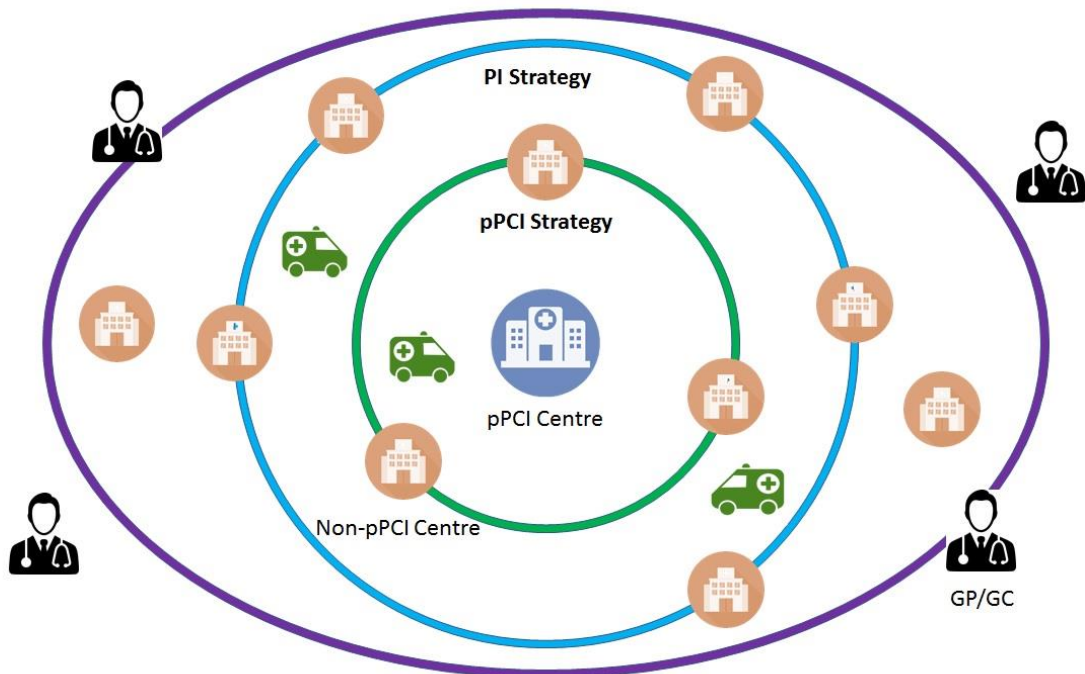 PI Strategy
pPCI Strategy
pPCI Centre
Non-pPCI Centre
GP/GC